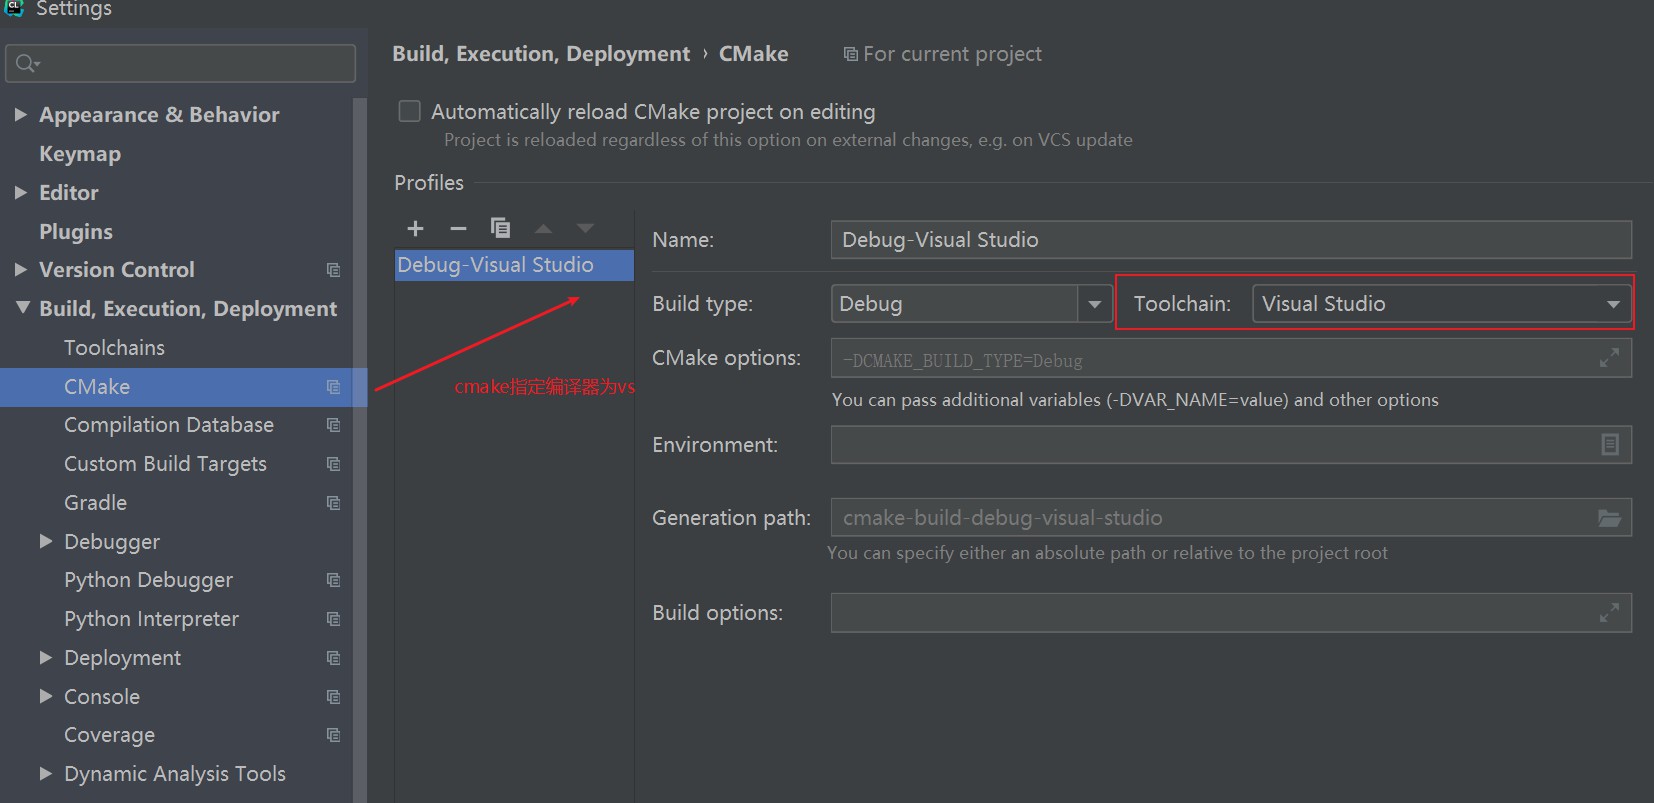 Settings
Build, Execution, Deployment › CMake For current project
Appearance & Behavior
Keymap
Editor
Plugins
Version Control
Build, Execution, Deployment
Toolchains
CMake
Compilation Database
Custom Build Targets
Gradle
Debugger
Python Debugger
Python Interpreter
Deployment
Console
Coverage
Dynamic Analysis Tools
Automatically reload CMake project on editing
Project is reloaded regardless of this option on external changes, e.g. on VCS update
Profiles
Debug-Visual Studio
cmake指定编译器为vs
Name: Debug-Visual Studio
Build type: Debug Toolchain: Visual Studio
CMake options: -DCMAKE_BUILD_TYPE=Debug
You can pass additional variables (-DVAR_NAME=value) and other options
Environment:
Generation path: cmake-build-debug-visual-studio
You can specify either an absolute path or relative to the project root
Build options: